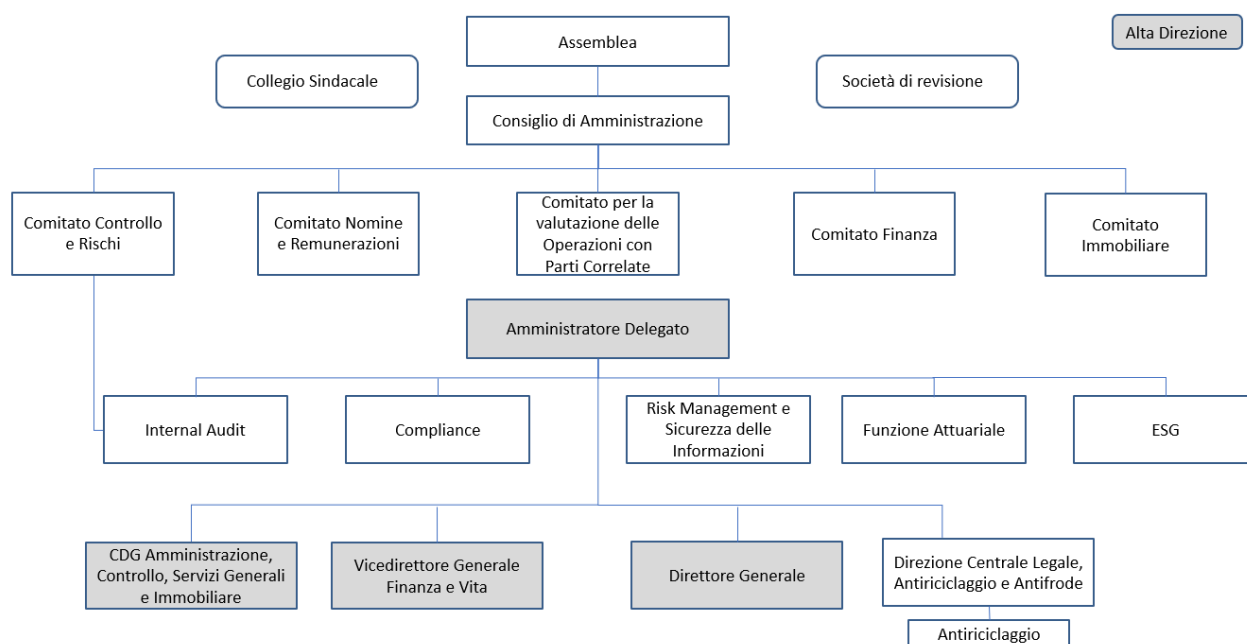 Assemblea
Alta Direzione
Collegio Sindacale
Società di revisione
Consiglio di Amministrazione
Comitato Controllo
e Rischi
Comitato Nomine
e Remunerazioni
Comitato per la
valutazione delle
Operazioni con
Parti Correlate
Comitato Finanza
Comitato
Immobiliare
Amministratore Delegato
Internal Audit
Compliance
Risk Management e
Sicurezza delle
Informazioni
Funzione Attuariale
ESG
CDG Amministrazione,
Controllo, Servizi Generali
e Immobiliare
Vicedirettore Generale
Finanza e Vita
Direttore Generale
Direzione Centrale Legale,
Antiriciclaggio e Antifrode
Antiriciclaggio